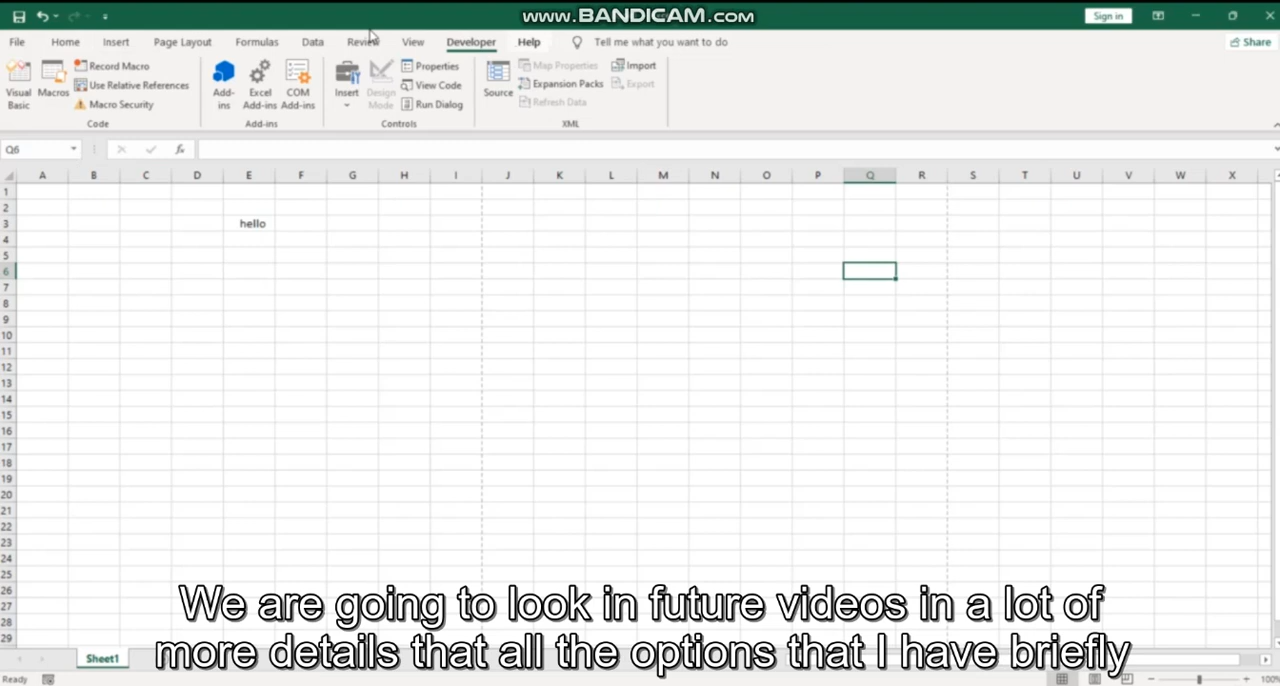 www.BANDICAM.com
Sign in
File Home Insert Page Layout Formulas Data Review View Developer Help Tell me what you want to do Share
Visual Basic
Macros
Record Macro
Use Relative References
Macro Security
Code
Add-ins
Excel Add-ins
COM Add-ins
Add-ins
Insert
Design Mode
Properties
View Code
Run Dialog
Controls
Source
Map Properties
Expansion Packs
Refresh Data
Import
Export
XML
Q6
fx
A B C D E F G H I J K L M N O P Q R S T U V W X
1
2
3 hello
4
5
6
7
8
9
10
11
12
13
14
15
16
17
18
19
20
21
22
23
24
25
26
27
28
29
We are going to look in future videos in a lot of
more details that all the options that I have briefly
Sheet1
Ready
100%